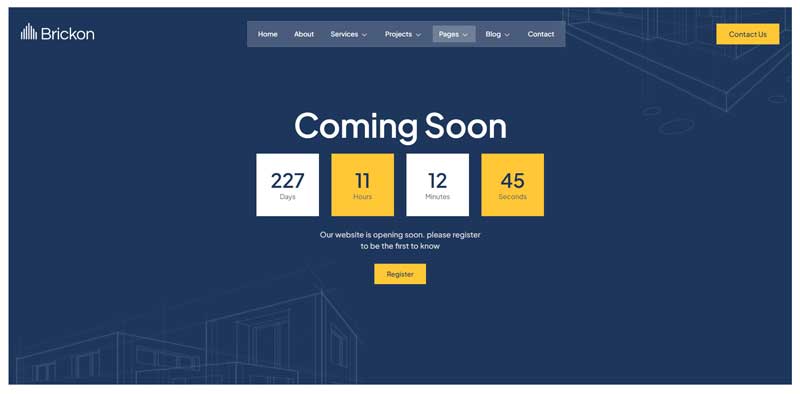 Brickon
Home About Services Projects Pages Blog Contact
Contact Us
Coming Soon
227 11 12 45
Days Hours Minutes Seconds
Our website is opening soon. please register
to be the first to know
Register